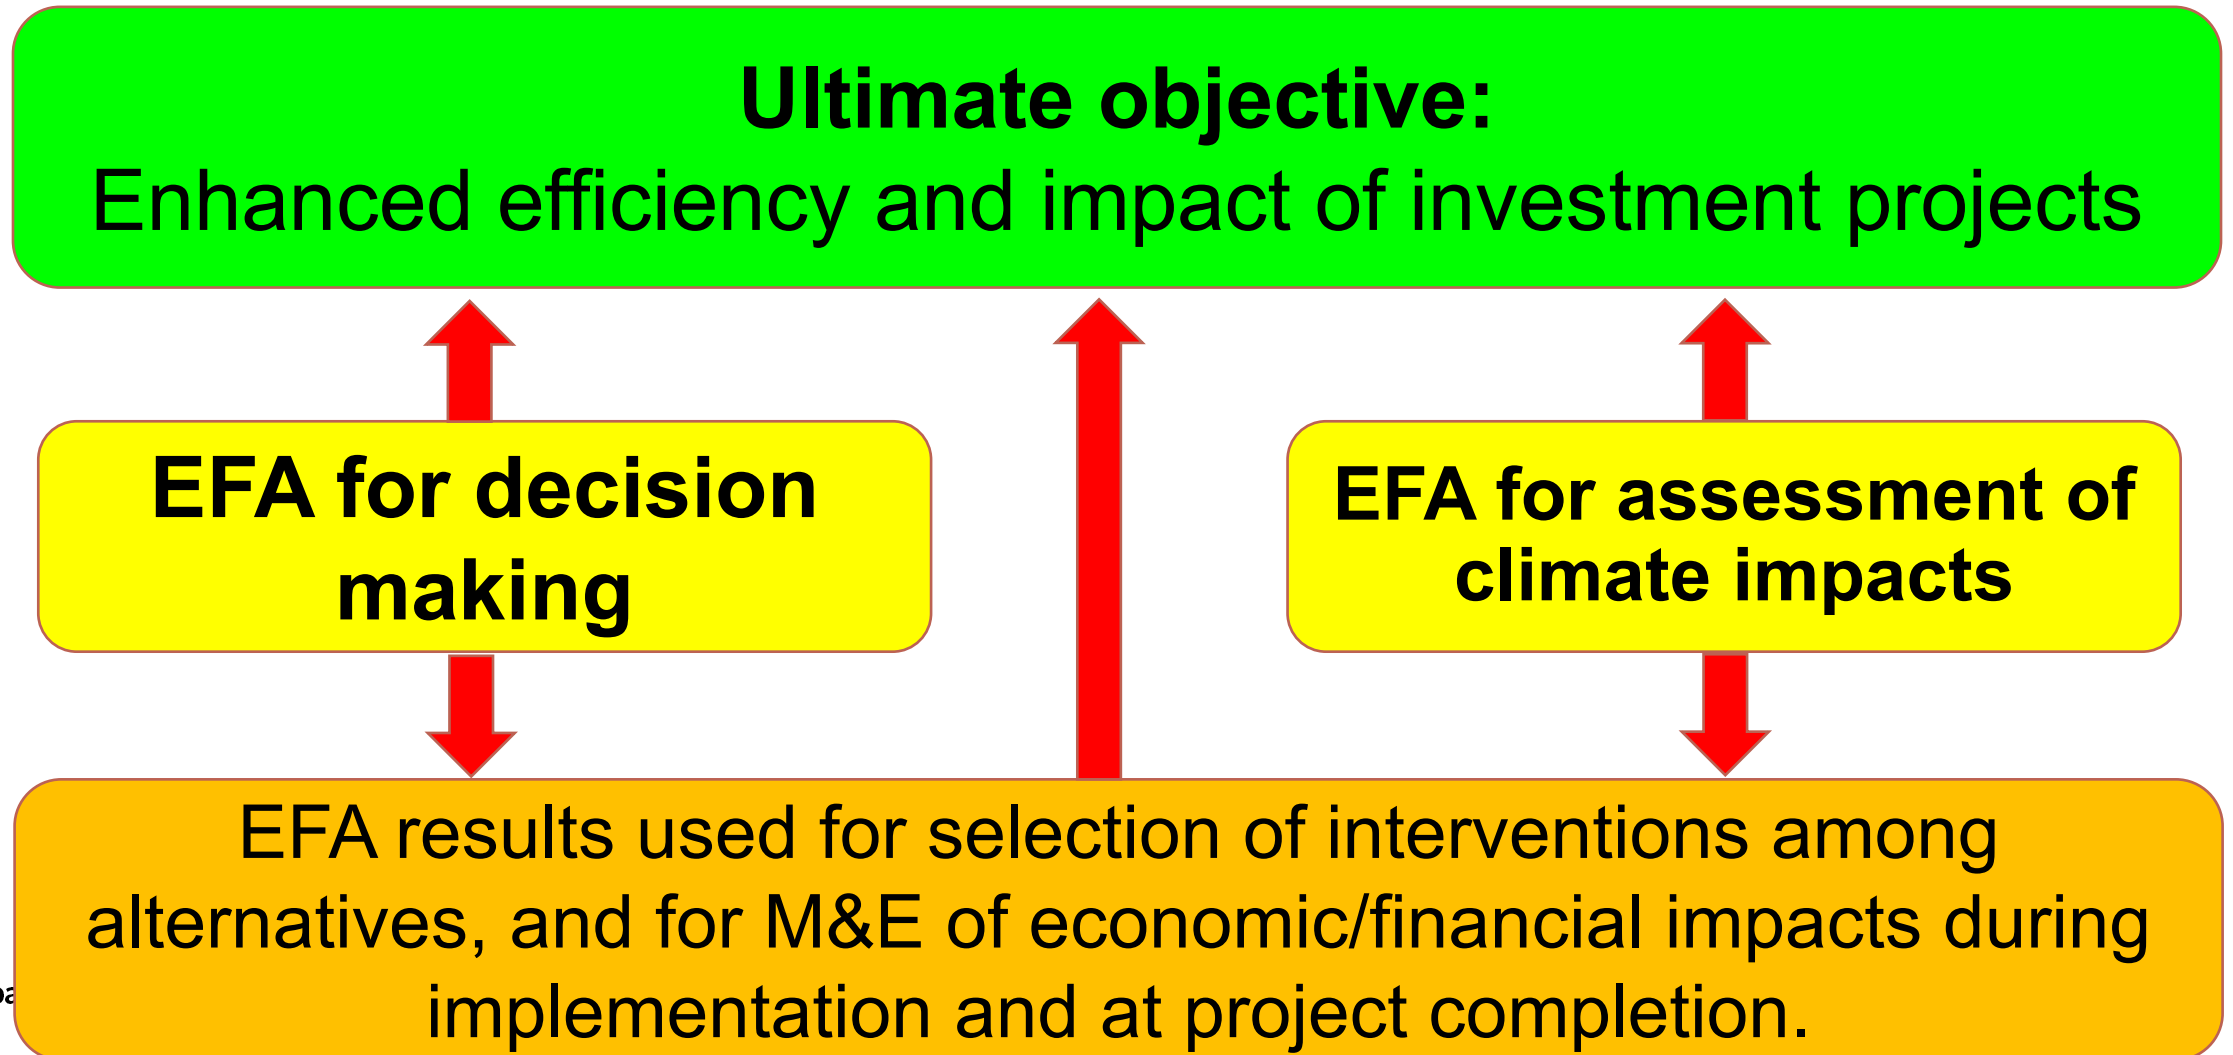 Ultimate objective:
Enhanced efficiency and impact of investment projects
EFA for decision
making
EFA for assessment of
climate impacts
EFA results used for selection of interventions among
alternatives, and for M&E of economic/financial impacts during
implementation and at project completion.